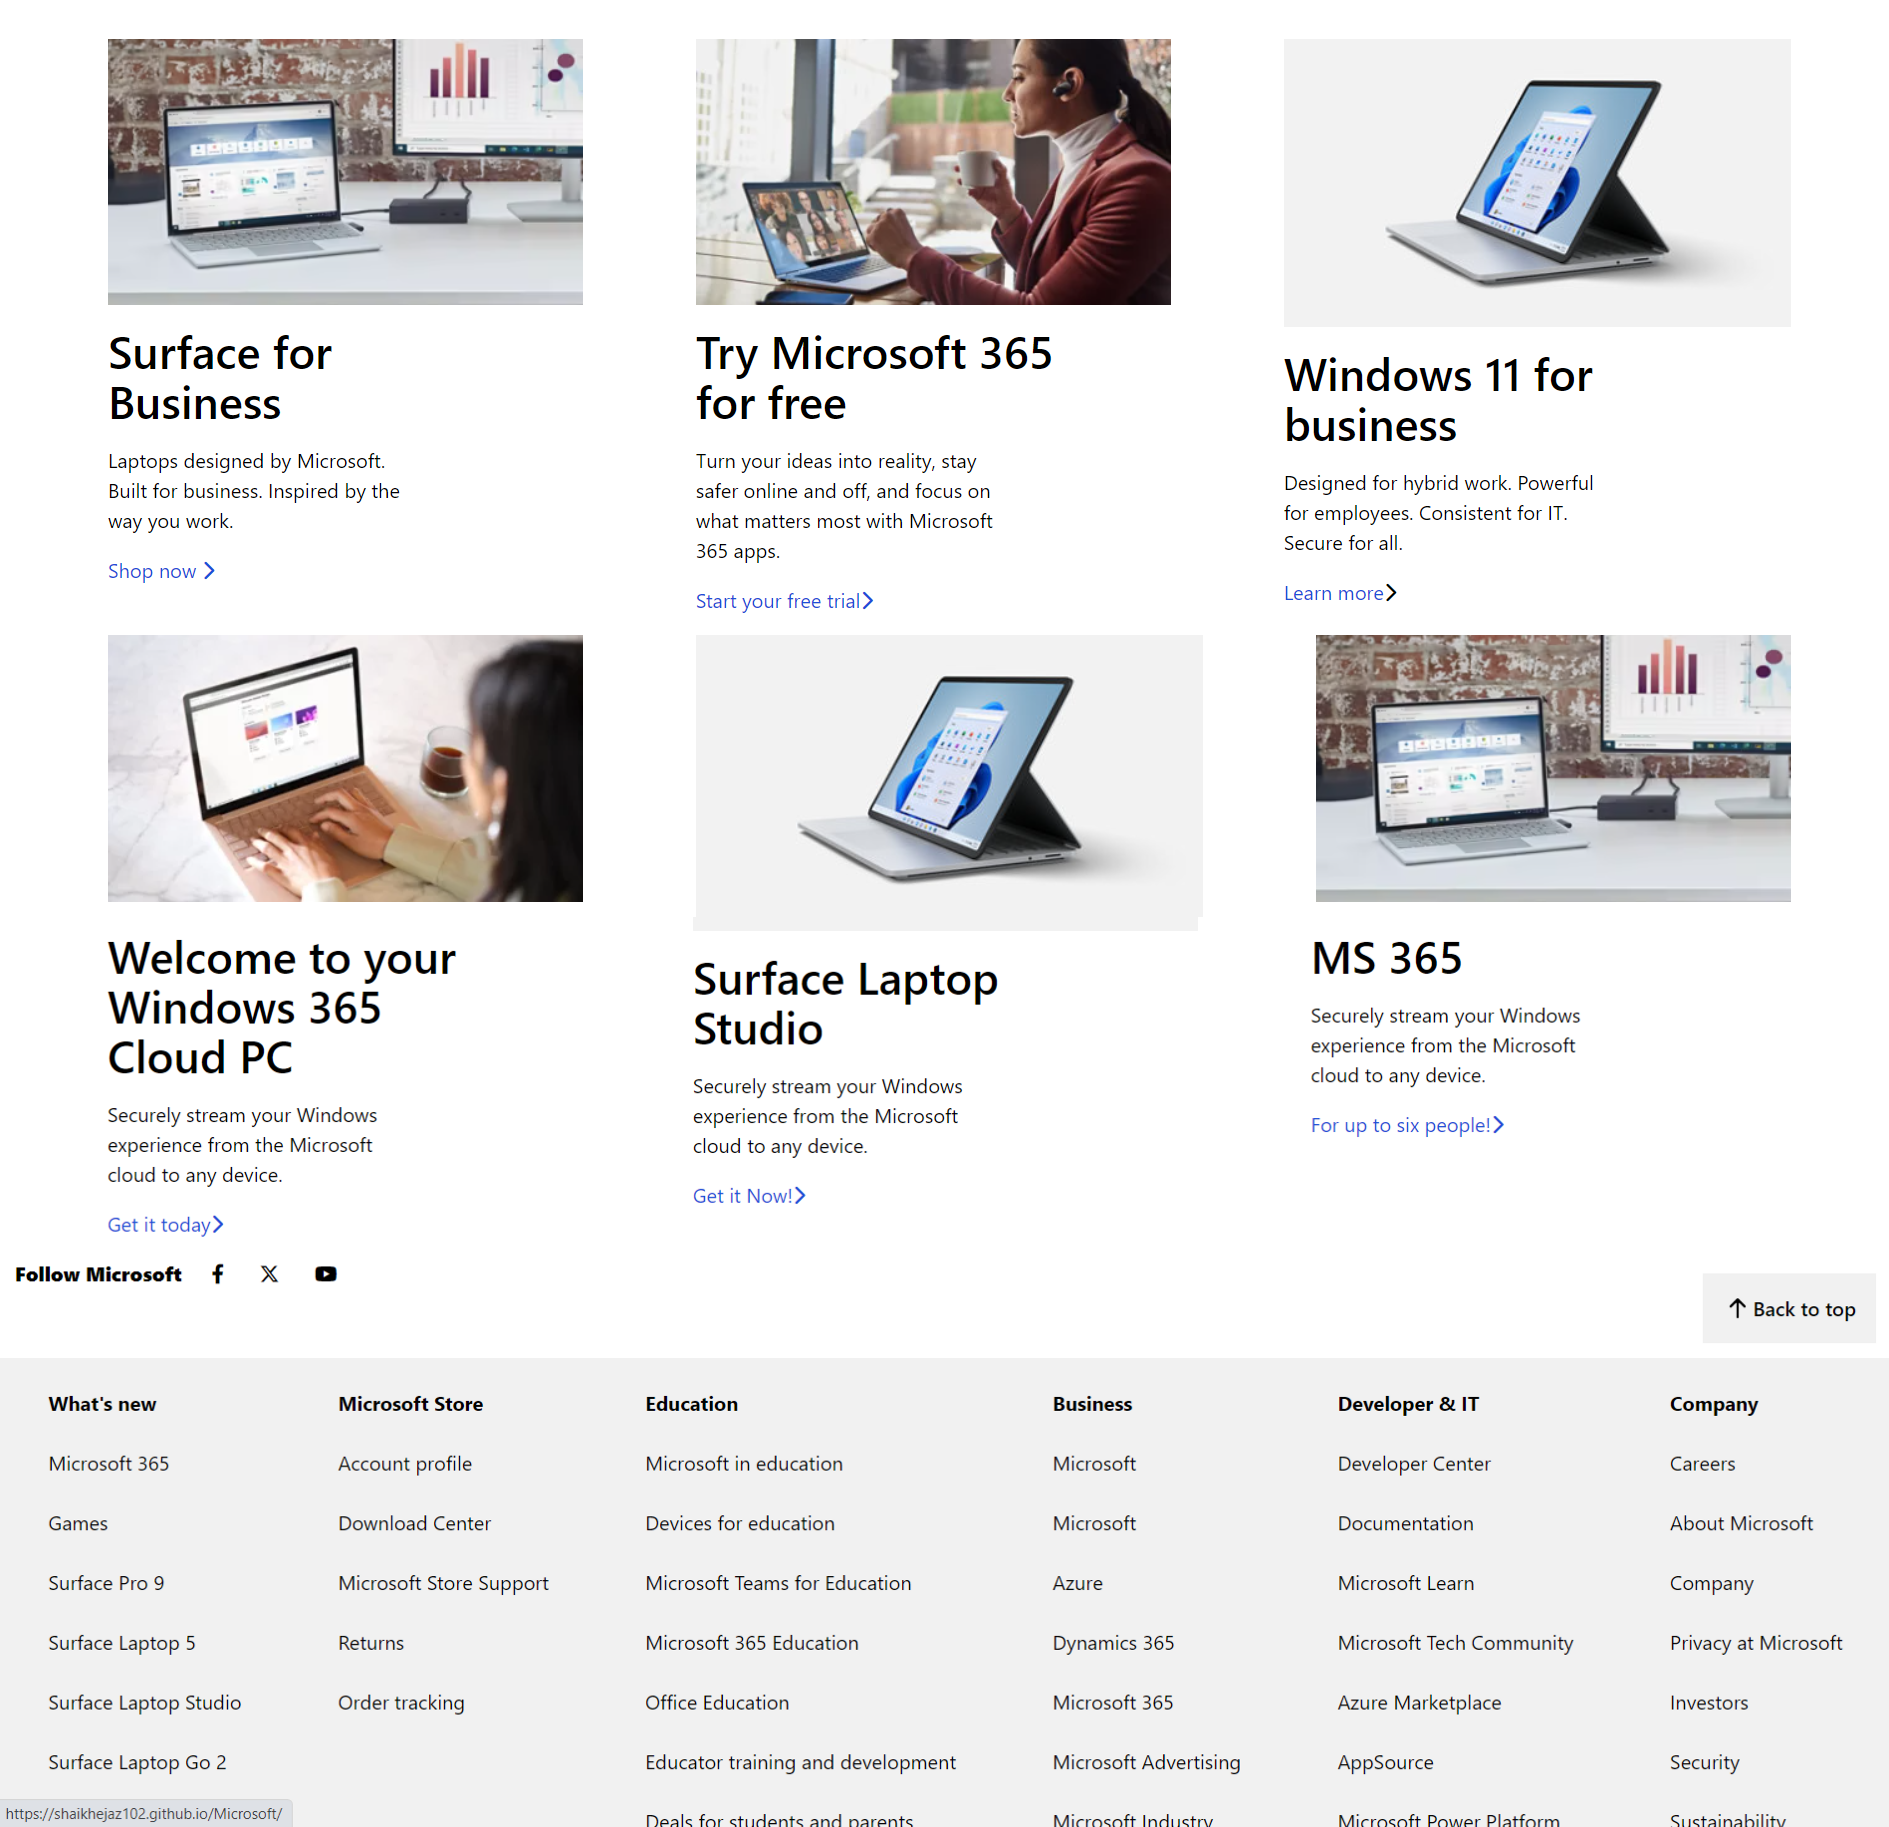 Surface for
Business
Laptops designed by Microsoft.
Built for business. Inspired by the
way you work.
Shop now
Try Microsoft 365
for free
Turn your ideas into reality, stay
safer online and off, and focus on
what matters most with Microsoft
365 apps.
Start your free trial
Windows 11 for
business
Designed for hybrid work. Powerful
for employees. Consistent for IT.
Secure for all.
Learn more
Welcome to your
Windows 365
Cloud PC
Securely stream your Windows
experience from the Microsoft
cloud to any device.
Get it today
Surface Laptop
Studio
Securely stream your Windows
experience from the Microsoft
cloud to any device.
Get it Now!
MS 365
Securely stream your Windows
experience from the Microsoft
cloud to any device.
For up to six people!
Follow Microsoft
Back to top
What's new
Microsoft 365
Games
Surface Pro 9
Surface Laptop 5
Surface Laptop Studio
Surface Laptop Go 2
Microsoft Store
Account profile
Download Center
Microsoft Store Support
Returns
Order tracking
Education
Microsoft in education
Devices for education
Microsoft Teams for Education
Microsoft 365 Education
Office Education
Educator training and development
Deals for students and parents
Business
Microsoft
Microsoft
Azure
Dynamics 365
Microsoft 365
Microsoft Advertising
Microsoft Industry
Developer & IT
Developer Center
Documentation
Microsoft Learn
Microsoft Tech Community
Azure Marketplace
AppSource
Microsoft Power Platform
Company
Careers
About Microsoft
Company
Privacy at Microsoft
Investors
Security
Sustainability
https://shaikhejaz102.github.io/Microsoft/